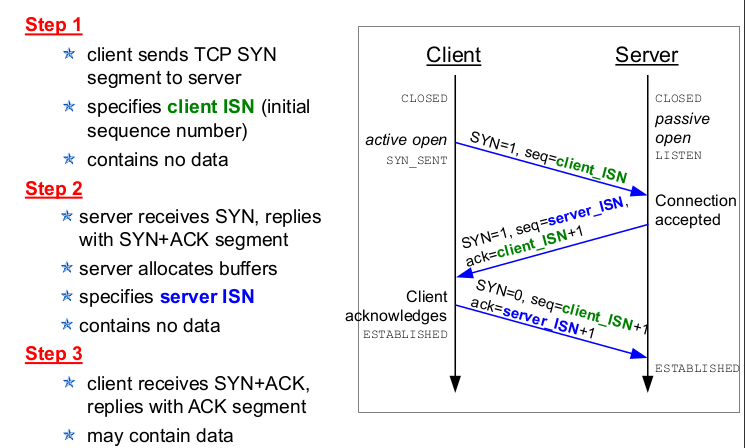 Step 1
client sends TCP SYN
segment to server
specifies client ISN (initial
sequence number)
contains no data
Step 2
server receives SYN, replies
with SYN+ACK segment
server allocates buffers
specifies server ISN
contains no data
Step 3
client receives SYN+ACK,
replies with ACK segment
may contain data
Client
Server
CLOSED
CLOSED
active open
SYN_SENT
passive
open
LISTEN
SYN=1, seq=client_ISN
Connection
accepted
SYN=1, seq=server_ISN,
ack=client_ISN+1
Client
acknowledges
ESTABLISHED
SYN=0, seq=client_ISN+1
ack=server_ISN+1
ESTABLISHED